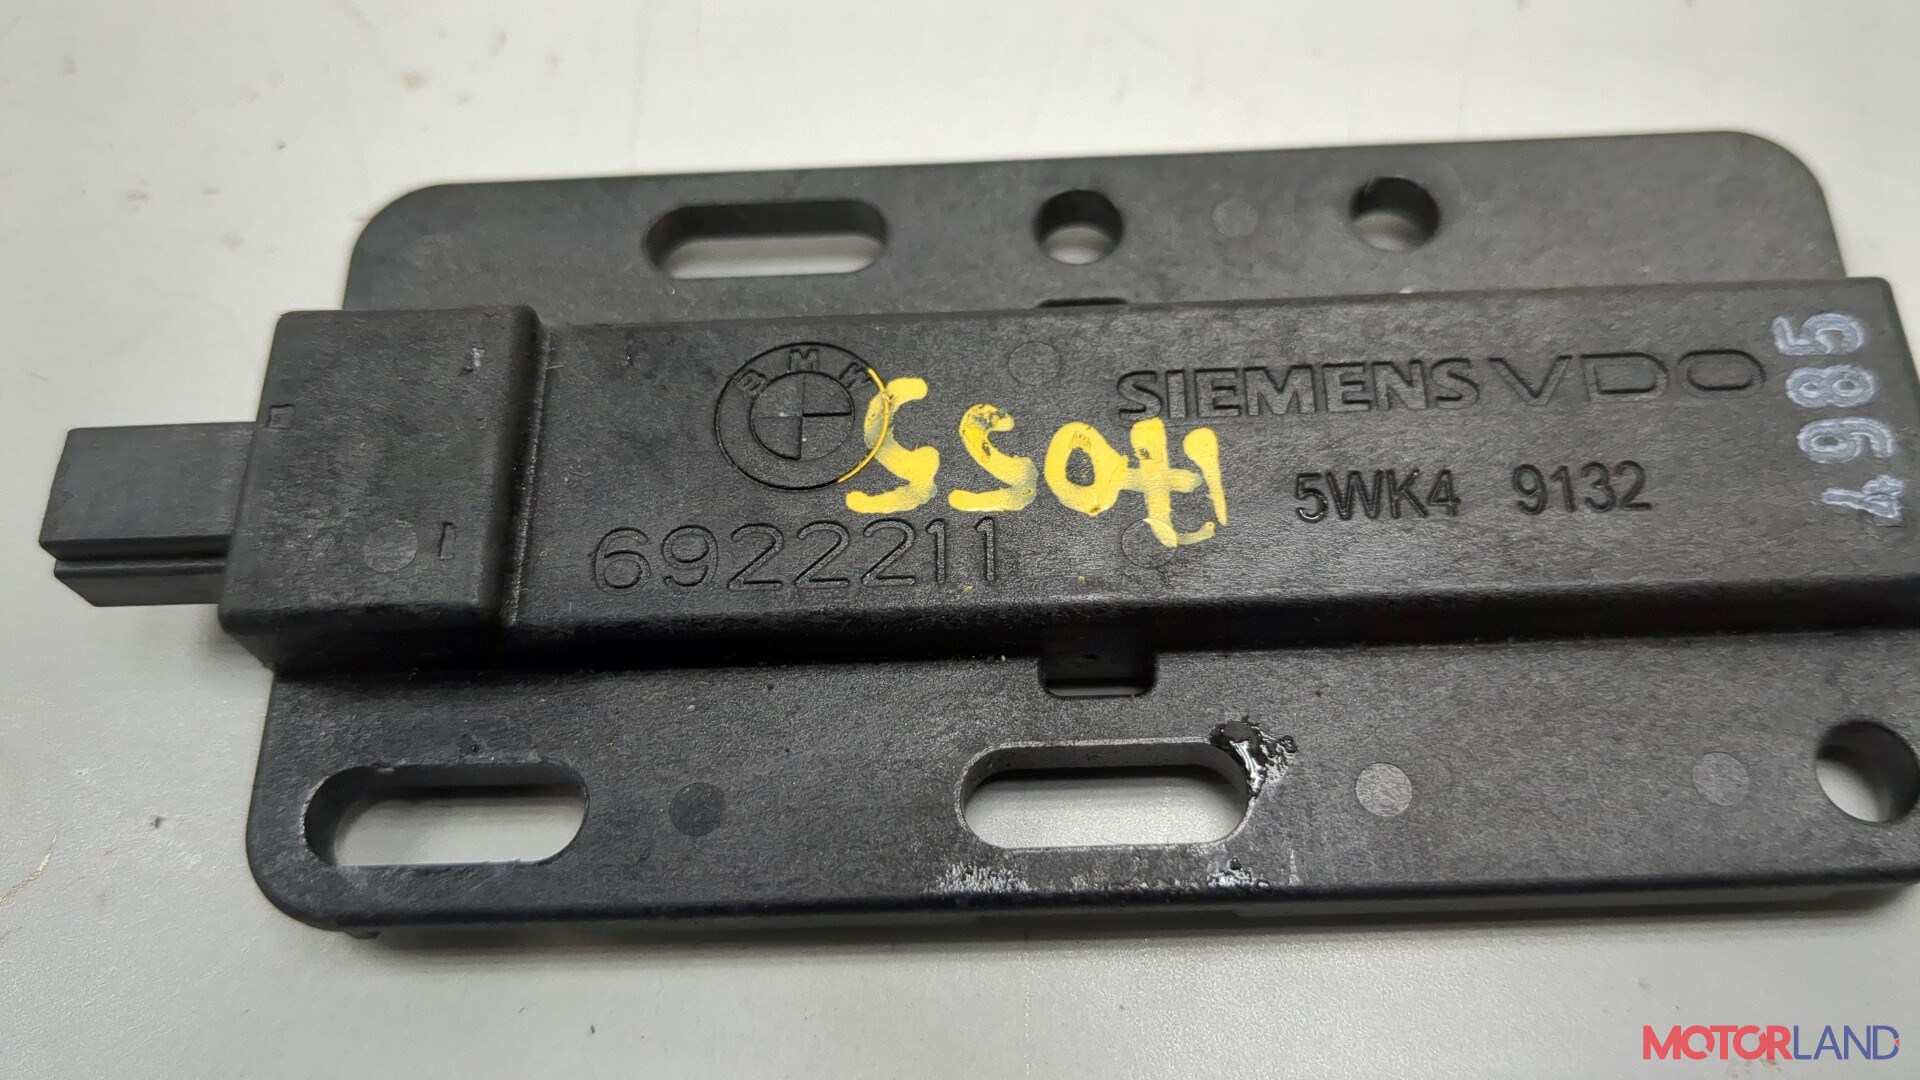 BMW
SIEMENS VDO
5WK4 9132
6922211
4985
MOTORLAND